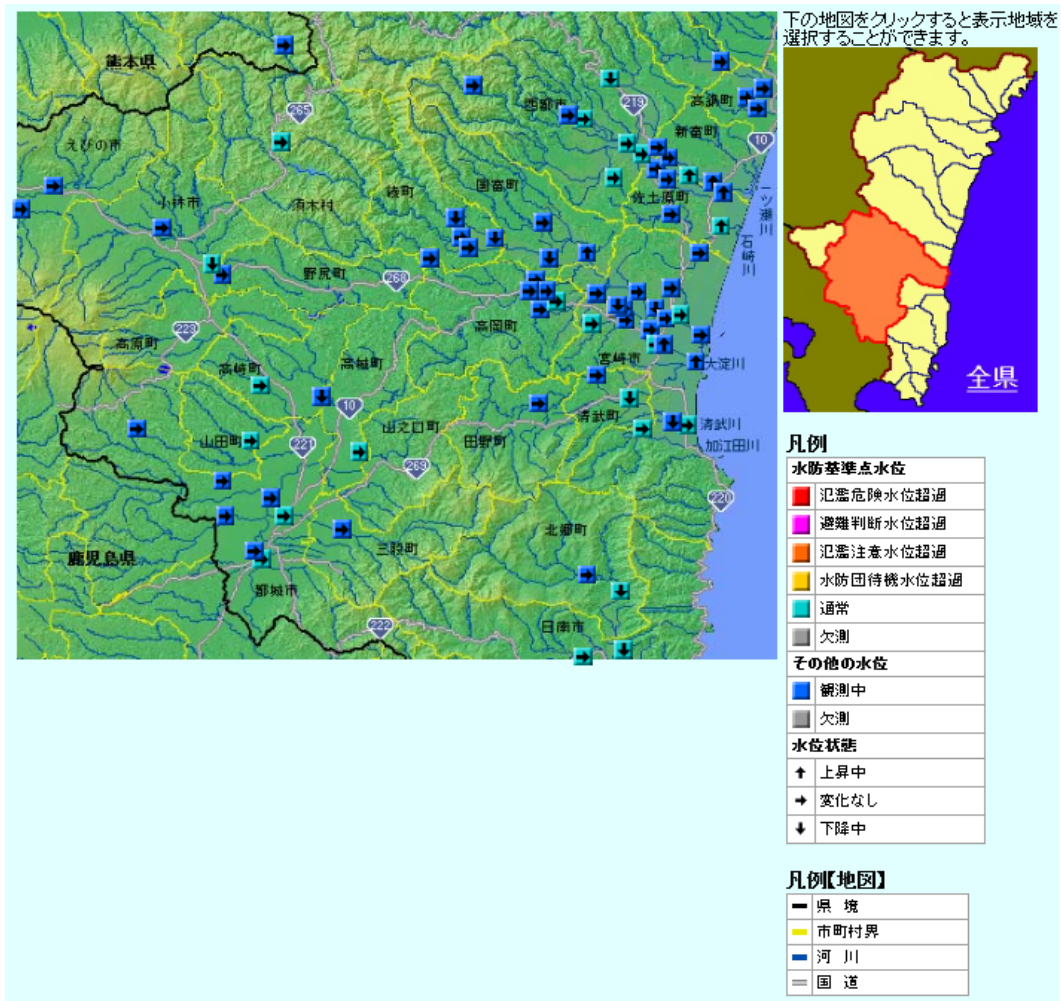 下の地図をクリックすると表示地域を
選択することができます。
熊本県
265
西都市
219
高鍋町
えびの市
新富町
10
小林市
須木村
綾町
国富町
佐土原町
一ツ瀬川
石崎川
野尻町
268
223
高岡町
高原町
高崎町
高城町
宮崎市
大淀川
全県
10
清武町
山之口町
田野町
清武川
山田町
221
加江田川
269
220
北郷町
鹿児島県
三股町
都城市
222
日南市
凡例
水防基準点水位
氾濫危険水位超過
避難判断水位超過
氾濫注意水位超過
水防団待機水位超過
通常
欠測
その他の水位
観測中
欠測
水位状態
上昇中
変化なし
下降中
凡例【地図】
県 境
市町村界
河 川
国 道